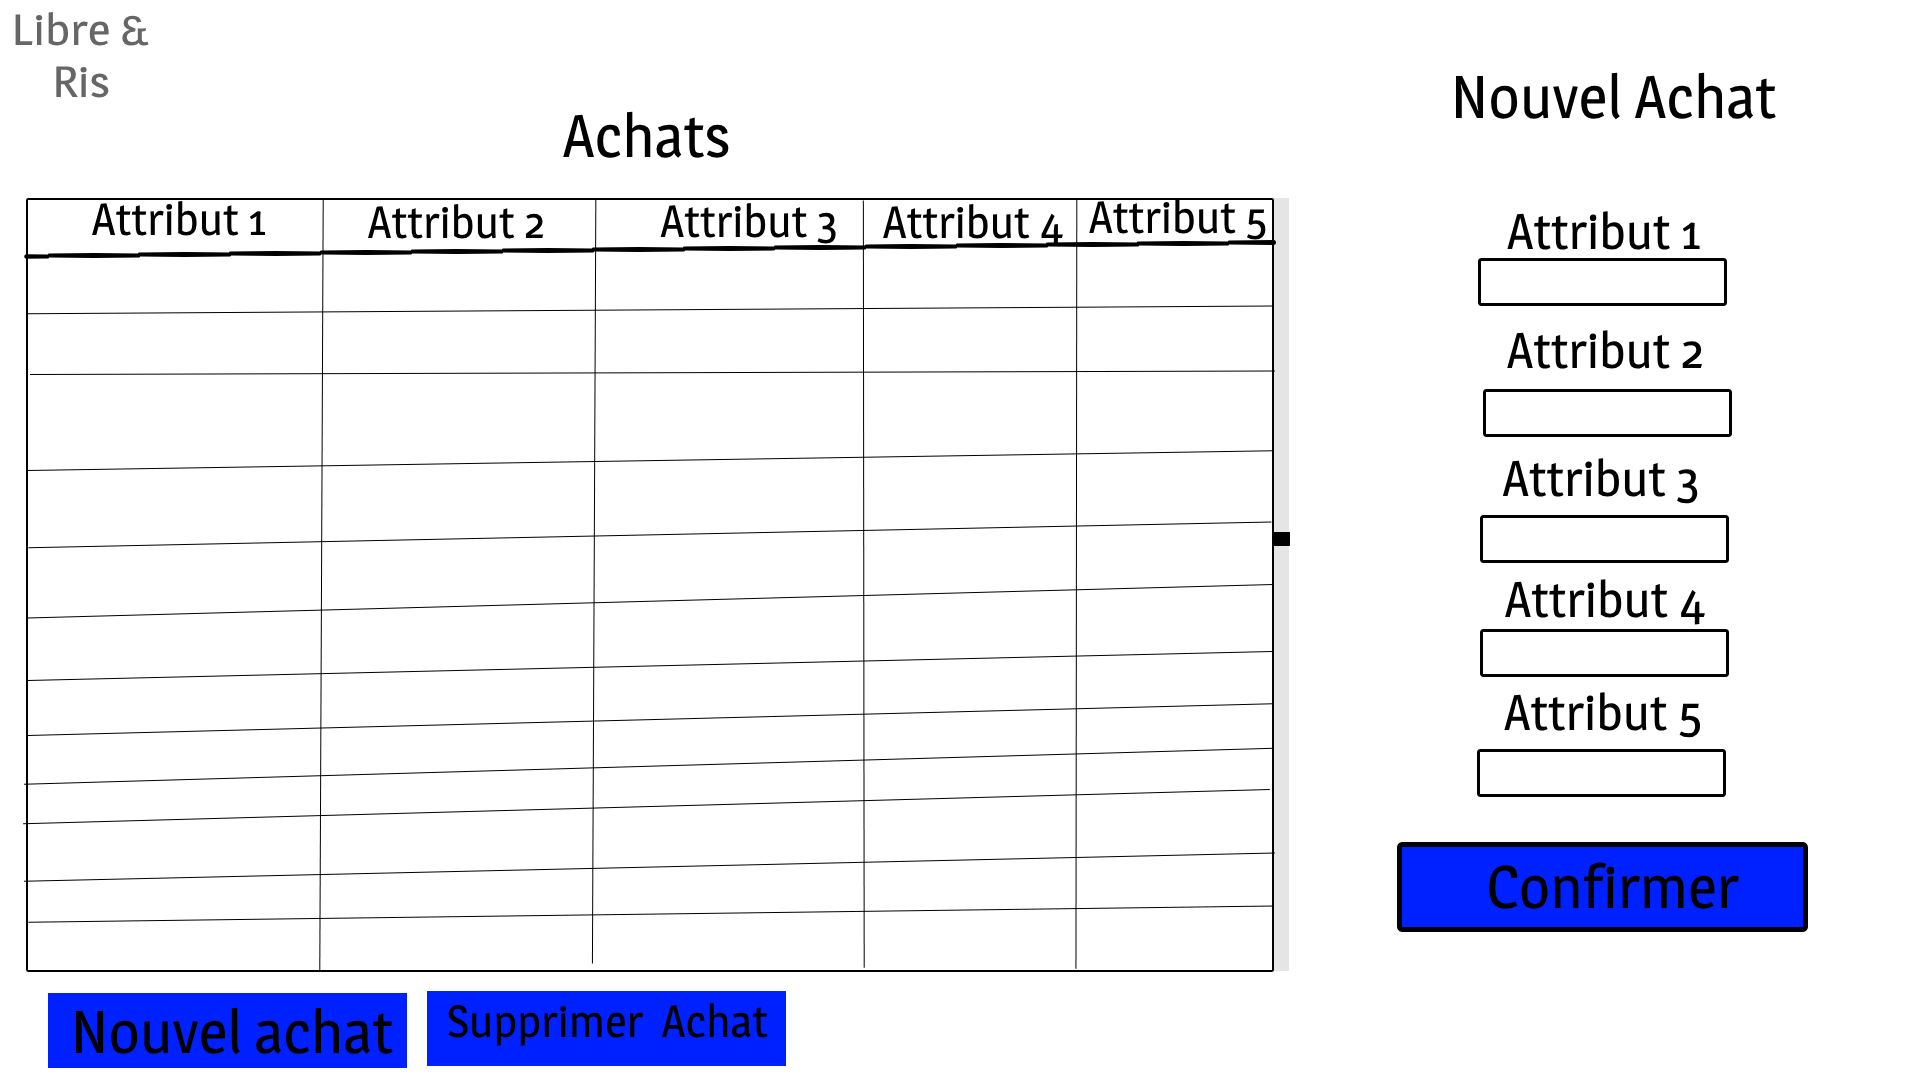 Libre &
Ris
Achats
Attribut 1 Attribut 2 Attribut 3 Attribut 4 Attribut 5
Nouvel achat Supprimer Achat
Nouvel Achat
Attribut 1
Attribut 2
Attribut 3
Attribut 4
Attribut 5
Confirmer